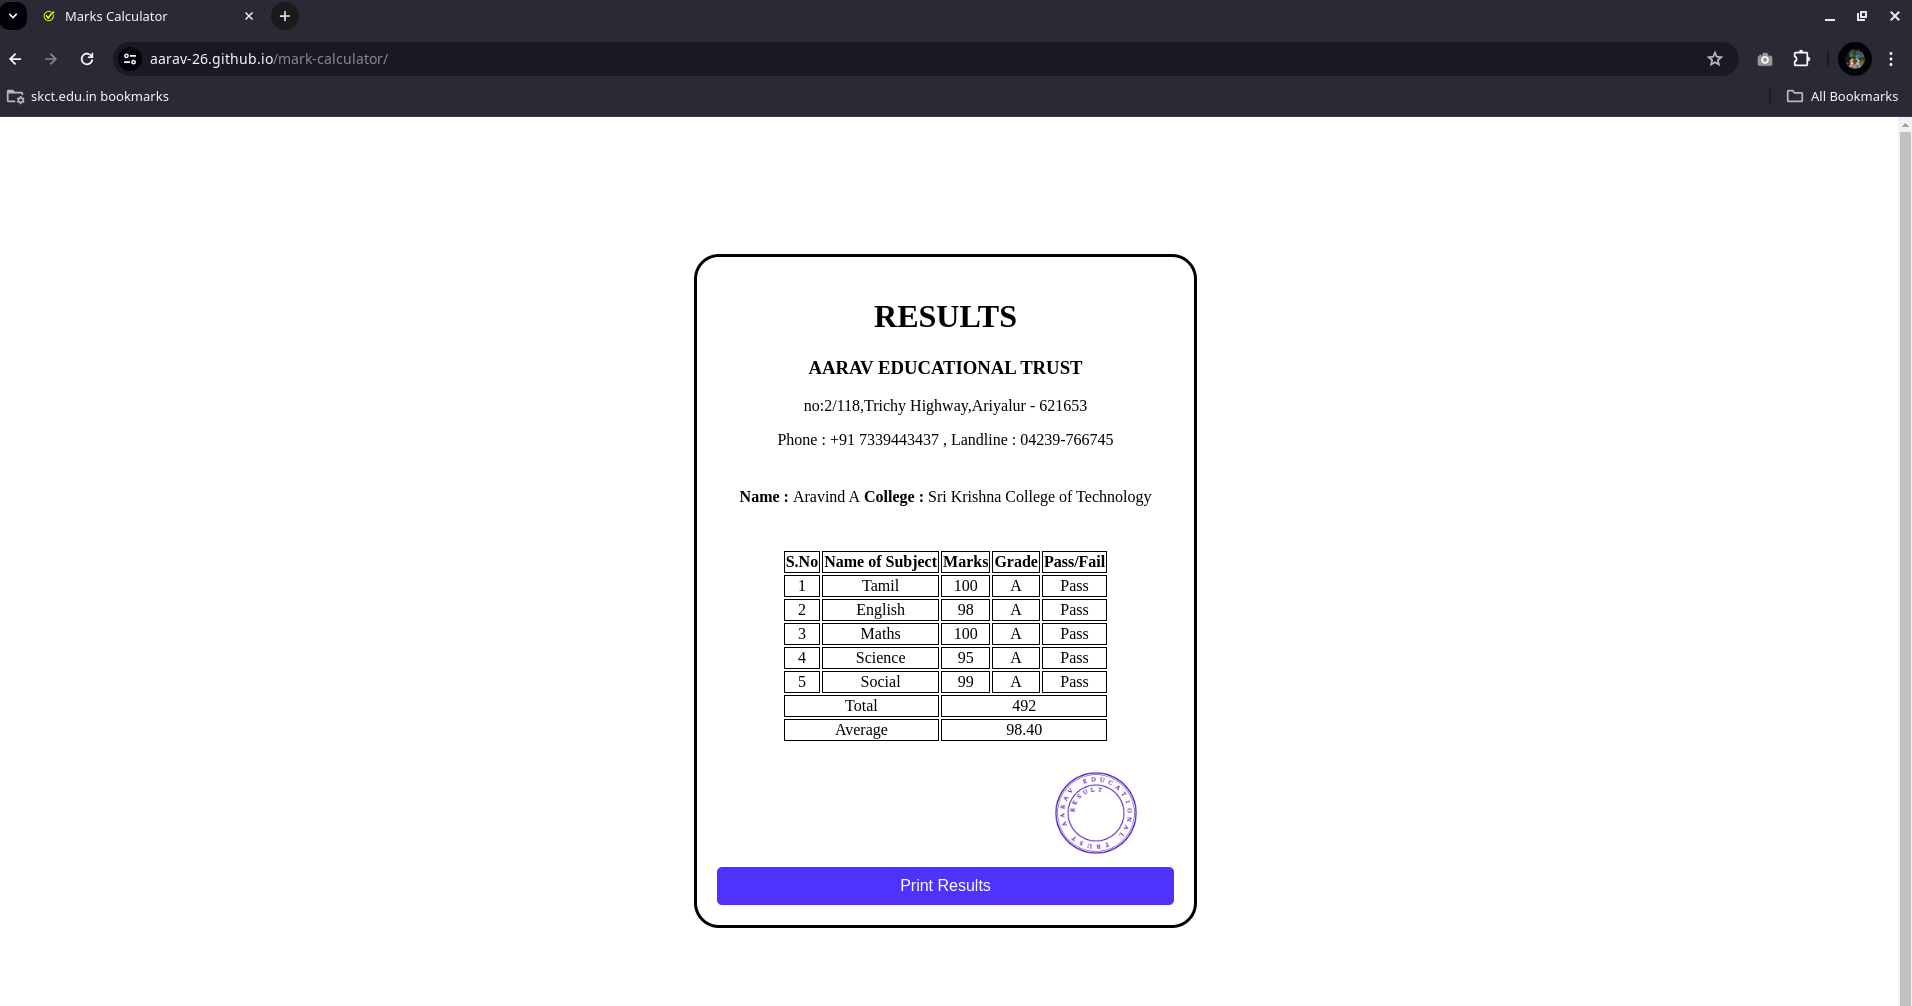 Marks Calculator
aarav-26.github.io/mark-calculator/
skct.edu.in bookmarks
All Bookmarks
RESULTS
AARAV EDUCATIONAL TRUST
no:2/118,Trichy Highway,Ariyalur - 621653
Phone : +91 7339443437 , Landline : 04239-766745
Name : Aravind A College : Sri Krishna College of Technology
S.No Name of Subject Marks Grade Pass/Fail
1 Tamil 100 A Pass
2 English 98 A Pass
3 Maths 100 A Pass
4 Science 95 A Pass
5 Social 99 A Pass
Total 492
Average 98.40
AARAV EDUCATIONAL TRUST
RESULT
Print Results